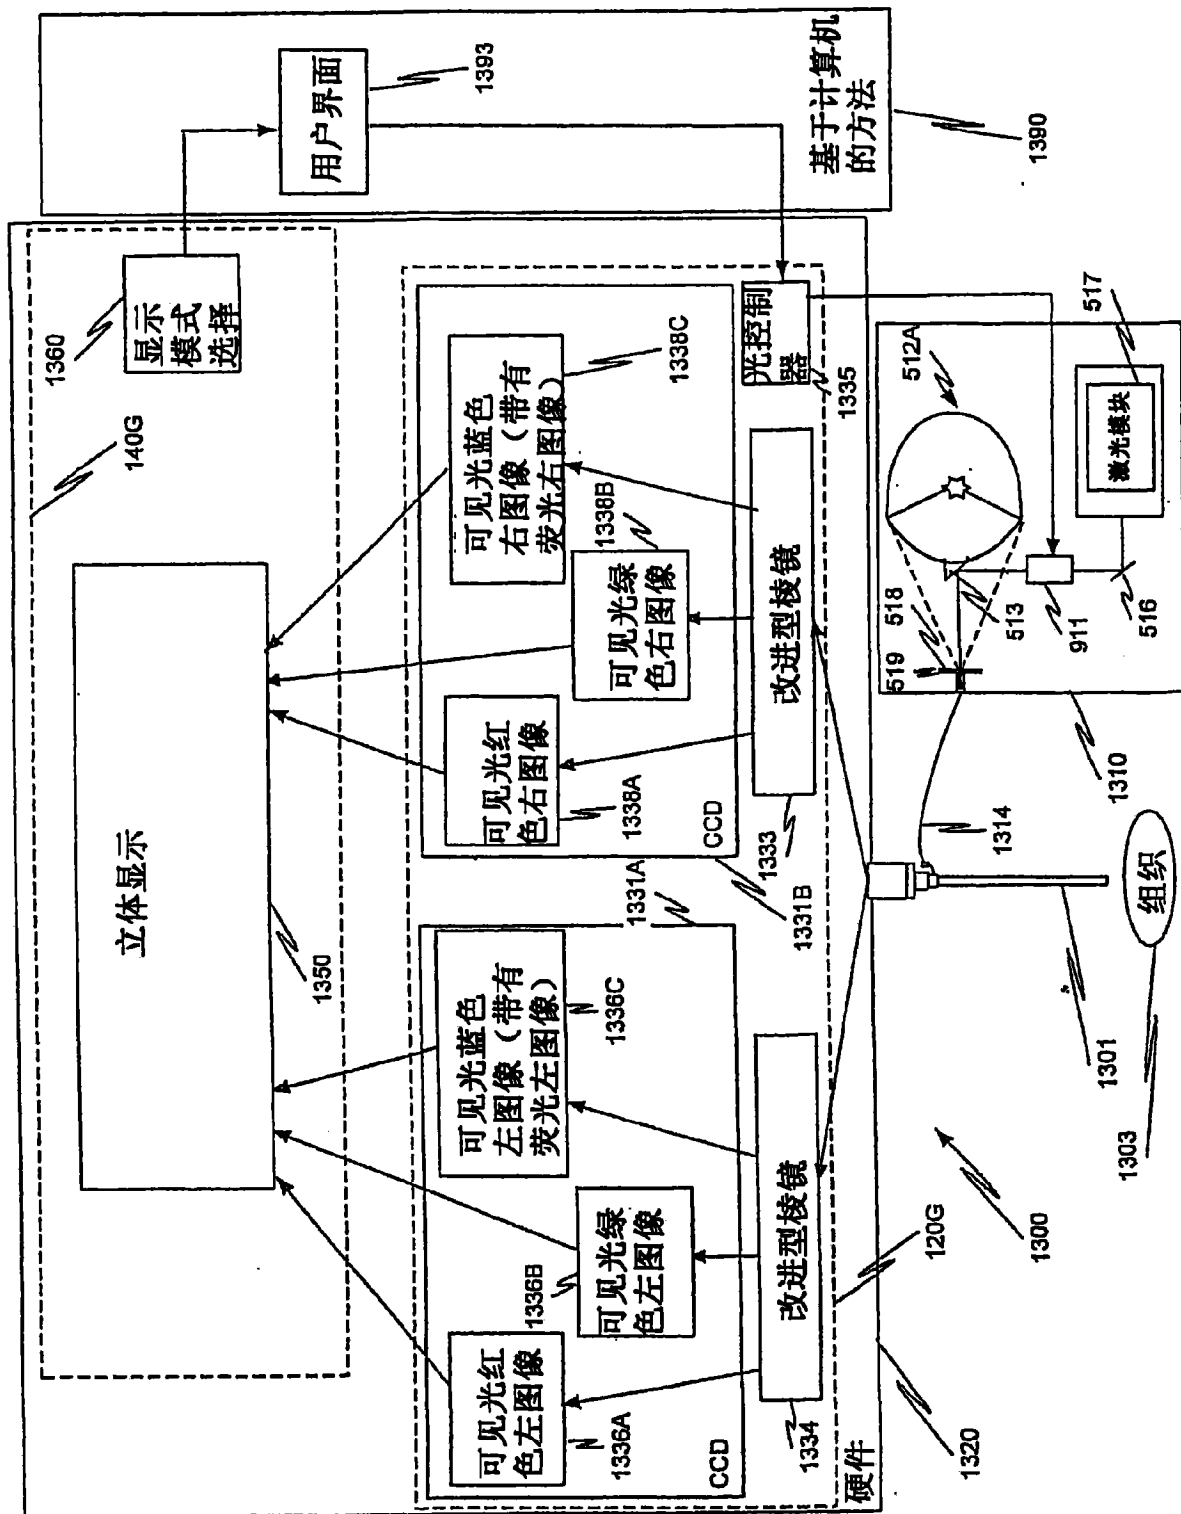 140G
1360
显示
模式
选择
用户界面
1393
基于计算机
的方法
1390
立体显示
1350
可见光红
色左图像
1336A
可见光绿
色左图像
1336B
可见光蓝色
左图像（带有
荧光左图像）
1336C
CCD
1331A
改进型棱镜
1334
可见光红
色右图像
1338A
可见光绿
色右图像
1338B
可见光蓝色
右图像（带有
荧光右图像）
1338C
CCD
1331B
改进型棱镜
1333
光控制
器
1335
硬件
1320
120G
1300
1303
组织
1301
1314
1310
519
518
513
911
516
512A
517
激光模块